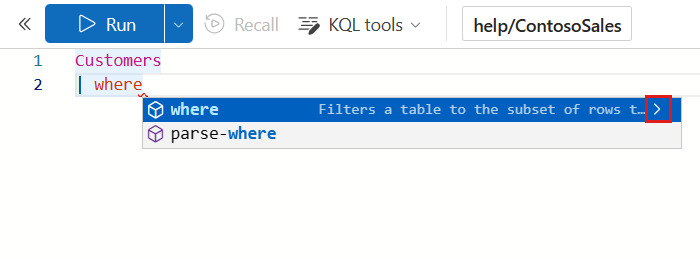 Run Recall KQL tools help/ContosoSales
1 Customers
2 | where
where Filters a table to the subset of rows t…
parse-where